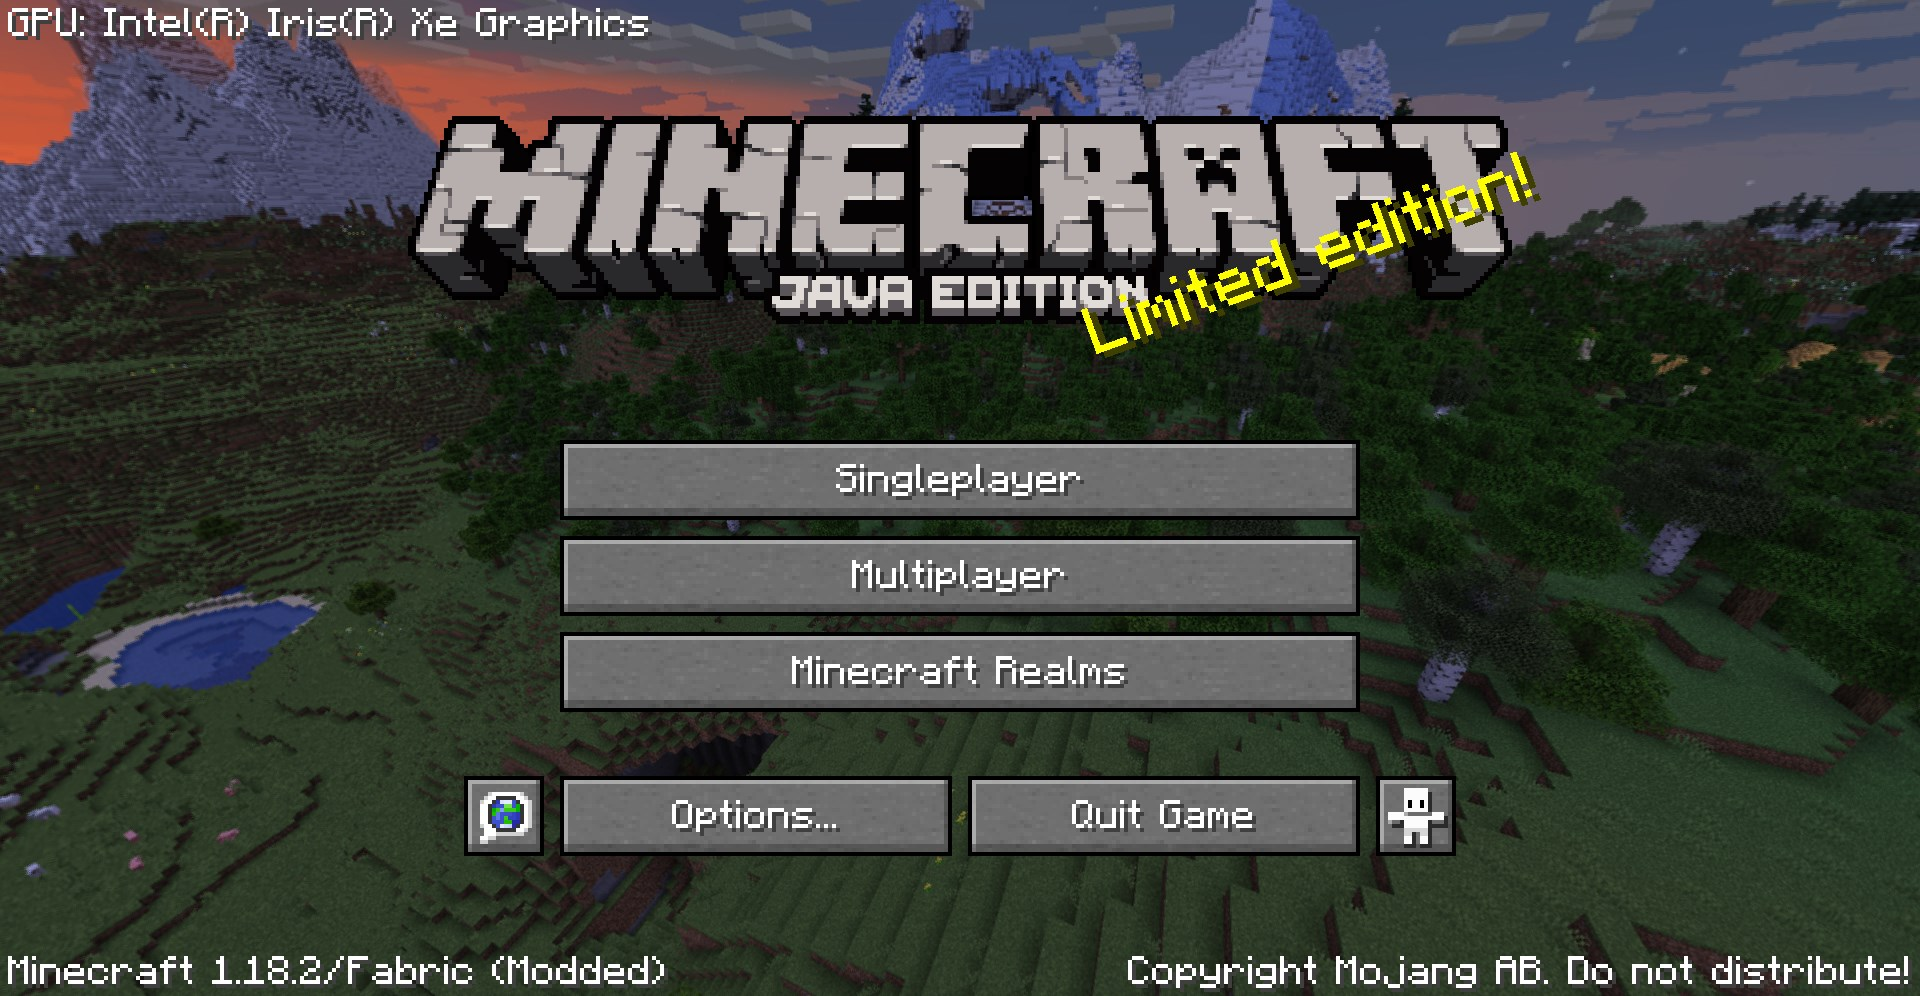 GPU: Intel(R) Iris(R) Xe Graphics
MINECRAFT
JAVA EDITION
Limited edition!
Singleplayer
Multiplayer
Minecraft Realms
Options...
Quit Game
Minecraft 1.18.2/Fabric (Modded)
Copyright Mojang AB. Do not distribute!